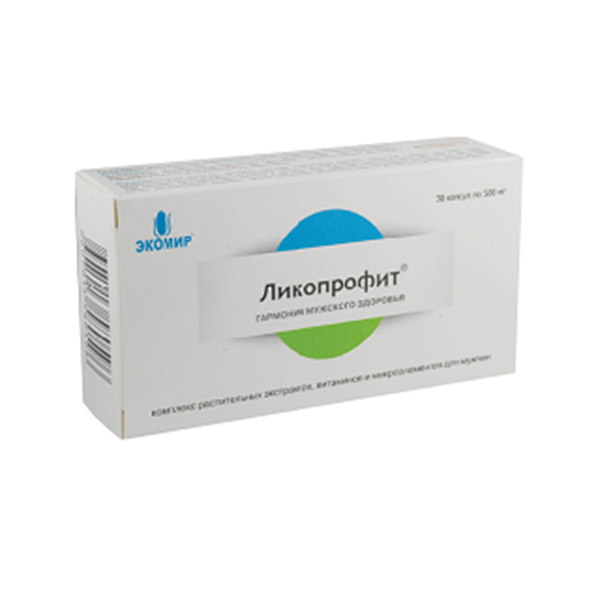 30 капсул по 500 мг
ЭКОМИР
Ликопрофит®
ГАРМОНИЯ МУЖСКОГО ЗДОРОВЬЯ
комплекс растительных экстрактов, витаминов и микроэлементов для мужчин